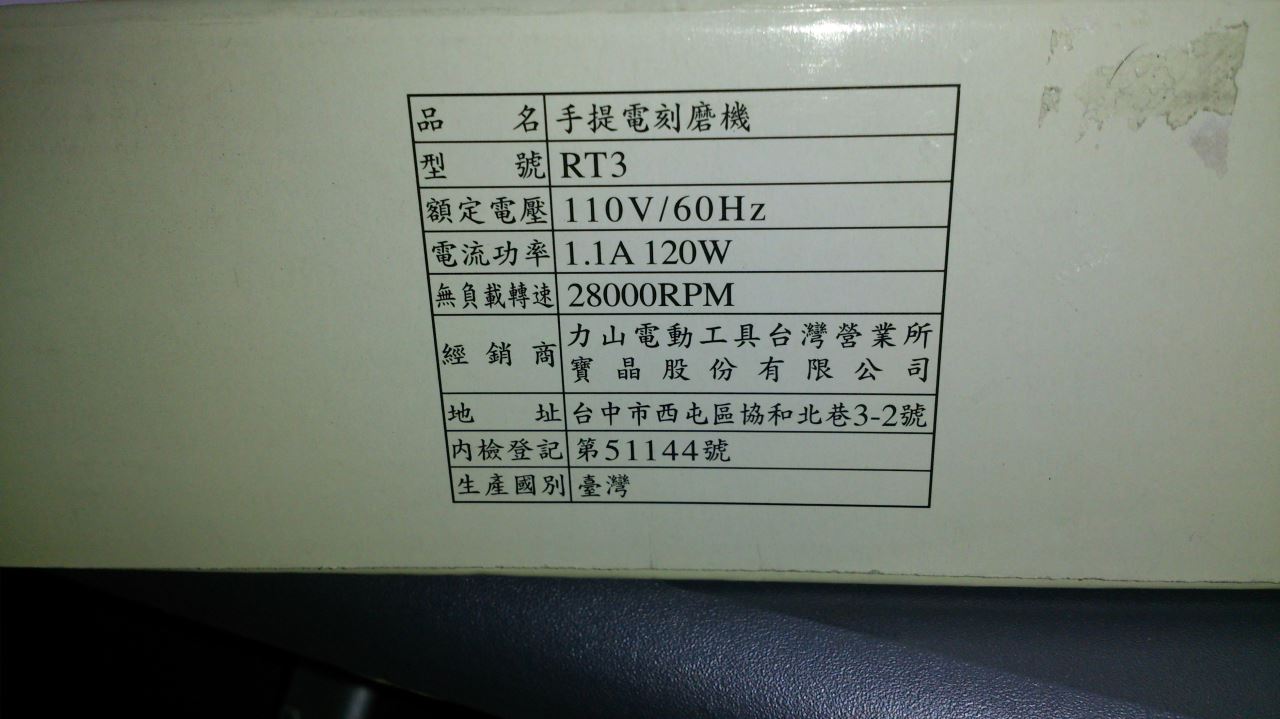 品名 手提電刻磨機
型號 RT3
額定電壓 110V/60Hz
電流功率 1.1A 120W
無負載轉速 28000RPM
經銷商 力山電動工具台灣營業所
寶晶股份有限公司
地址 台中市西屯區協和北巷3-2號
内檢登記 第51144號
生產國別 臺灣